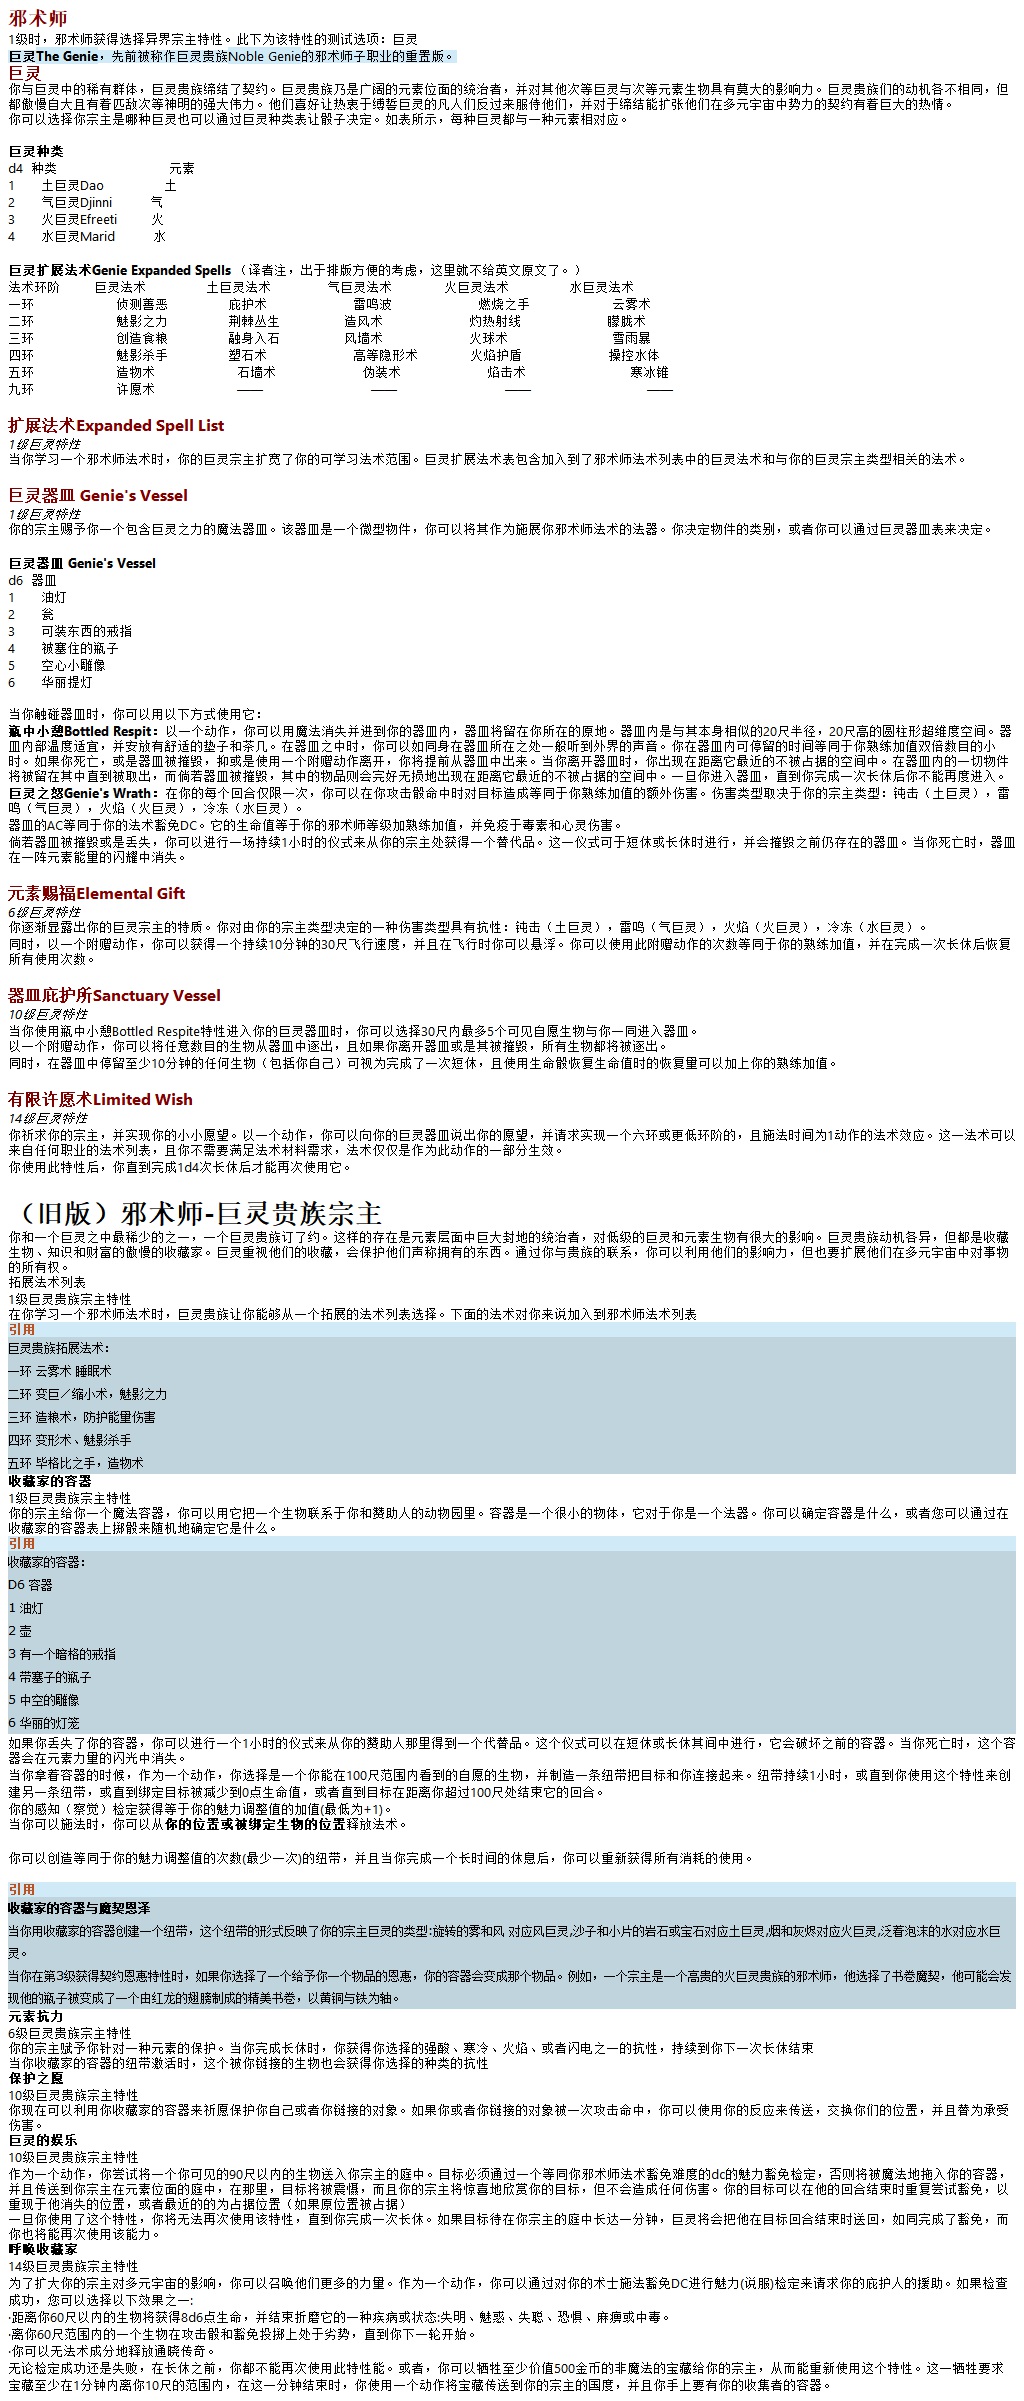 邪术师
1级时，邪术师获得选择异界宗主特性。此下为该特性的测试选项：巨灵
巨灵The Genie，先前被称作巨灵贵族Noble Genie的邪术师子职业的重置版。
巨灵
你与巨灵中的稀有群体，巨灵贵族缔结了契约。巨灵贵族乃是广阔的元素位面的统治者，并对其他次等巨灵与次等元素生物具有莫大的影响力。巨灵贵族们的动机各不相同，但
都傲慢自大且有着匹敌次等神明的强大伟力。他们喜好让热衷于缚誓巨灵的凡人们反过来服侍他们，并对于缔结能扩张他们在多元宇宙中势力的契约有着巨大的热情。
你可以选择你宗主是哪种巨灵也可以通过巨灵种类表让骰子决定。如表所示，每种巨灵都与一种元素相对应。
巨灵种类
d4 种类 元素
1 土巨灵Dao 土
2 气巨灵Djinni 气
3 火巨灵Efreeti 火
4 水巨灵Marid 水
巨灵扩展法术Genie Expanded Spells （译者注，出于排版方便的考虑，这里就不给英文原文了。）
法术环阶 巨灵法术 土巨灵法术 气巨灵法术 火巨灵法术 水巨灵法术
一环 侦测善恶 庇护术 雷鸣波 燃烧之手 云雾术
二环 魅影之力 荆棘丛生 造风术 灼热射线 朦胧术
三环 创造食粮 融身入石 风墙术 火球术 雪雨暴
四环 魅影杀手 塑石术 高等隐形术 火焰护盾 操控水体
五环 造物术 石墙术 伪装术 焰击术 寒冰锥
九环 许愿术 —— —— —— ——
扩展法术Expanded Spell List
1级巨灵特性
当你学习一个邪术师法术时，你的巨灵宗主扩宽了你的可学习法术范围。巨灵扩展法术表包含加入到了邪术师法术列表中的巨灵法术和与你的巨灵宗主类型相关的法术。
巨灵器皿 Genie's Vessel
1级巨灵特性
你的宗主赐予你一个包含巨灵之力的魔法器皿。该器皿是一个微型物件，你可以将其作为施展你邪术师法术的法器。你决定物件的类别，或者你可以通过巨灵器皿表来决定。
巨灵器皿 Genie's Vessel
d6 器皿
1 油灯
2 瓮
3 可装东西的戒指
4 被塞住的瓶子
5 空心小雕像
6 华丽提灯
当你触碰器皿时，你可以用以下方式使用它：
瓶中小憩Bottled Respit：以一个动作，你可以用魔法消失并进到你的器皿内，器皿将留在你所在的原地。器皿内是与其本身相似的20尺半径，20尺高的圆柱形超维度空间。器
皿内部温度适宜，并安放有舒适的垫子和茶几。在器皿之中时，你可以如同身在器皿所在之处一般听到外界的声音。你在器皿内可停留的时间等同于你熟练加值双倍数目的小
时。如果你死亡，或是器皿被摧毁，抑或是使用一个附赠动作离开，你将提前从器皿中出来。当你离开器皿时，你出现在距离它最近的不被占据的空间中。在器皿内的一切物件
将被留在其中直到被取出，而倘若器皿被摧毁，其中的物品则会完好无损地出现在距离它最近的不被占据的空间中。一旦你进入器皿，直到你完成一次长休后你不能再度进入。
巨灵之怒Genie's Wrath：在你的每个回合仅限一次，你可以在你攻击骰命中时对目标造成等同于你熟练加值的额外伤害。伤害类型取决于你的宗主类型：钝击（土巨灵），雷
鸣（气巨灵），火焰（火巨灵），冷冻（水巨灵）。
器皿的AC等同于你的法术豁免DC。它的生命值等于你的邪术师等级加熟练加值，并免疫于毒素和心灵伤害。
倘若器皿被摧毁或是丢失，你可以进行一场持续1小时的仪式来从你的宗主处获得一个替代品。这一仪式可于短休或长休时进行，并会摧毁之前仍存在的器皿。当你死亡时，器皿
在一阵元素能量的闪耀中消失。
元素赐福Elemental Gift
6级巨灵特性
你逐渐显露出你的巨灵宗主的特质。你对由你的宗主类型决定的一种伤害类型具有抗性：钝击（土巨灵），雷鸣（气巨灵），火焰（火巨灵），冷冻（水巨灵）。
同时，以一个附赠动作，你可以获得一个持续10分钟的30尺飞行速度，并且在飞行时你可以悬浮。你可以使用此附赠动作的次数等同于你的熟练加值，并在完成一次长休后恢复
所有使用次数。
器皿庇护所Sanctuary Vessel
10级巨灵特性
当你使用瓶中小憩Bottled Respite特性进入你的巨灵器皿时，你可以选择30尺内最多5个可见自愿生物与你一同进入器皿。
以一个附赠动作，你可以将任意数目的生物从器皿中逐出，且如果你离开器皿或是其被摧毁，所有生物都将被逐出。
同时，在器皿中停留至少10分钟的任何生物（包括你自己）可视为完成了一次短休，且使用生命骰恢复生命值时的恢复量可以加上你的熟练加值。
有限许愿术Limited Wish
14级巨灵特性
你祈求你的宗主，并实现你的小小愿望。以一个动作，你可以向你的巨灵器皿说出你的愿望，并请求实现一个六环或更低环阶的，且施法时间为1动作的法术效应。这一法术可以
来自任何职业的法术列表，且你不需要满足法术材料需求，法术仅仅是作为此动作的一部分生效。
你使用此特性后，你直到完成1d4次长休后才能再次使用它。
（旧版）邪术师-巨灵贵族宗主
你和一个巨灵之中最稀少的之一，一个巨灵贵族订了约。这样的存在是元素层面中巨大封地的统治者，对低级的巨灵和元素生物有很大的影响。巨灵贵族动机各异，但都是收藏
生物、知识和财富的傲慢的收藏家。巨灵重视他们的收藏，会保护他们声称拥有的东西。通过你与贵族的联系，你可以利用他们的影响力，但也要扩展他们在多元宇宙中对事物
的所有权。
拓展法术列表
1级巨灵贵族宗主特性
在你学习一个邪术师法术时，巨灵贵族让你能够从一个拓展的法术列表选择。下面的法术对你来说加入到邪术师法术列表
引用
巨灵贵族拓展法术：
一环 云雾术 睡眠术
二环 变巨／缩小术，魅影之力
三环 造粮术，防护能量伤害
四环 变形术、魅影杀手
五环 毕格比之手，造物术
收藏家的容器
1级巨灵贵族宗主特性
你的宗主给你一个魔法容器，你可以用它把一个生物联系于你和赞助人的动物园里。容器是一个很小的物体，它对于你是一个法器。你可以确定容器是什么，或者您可以通过在
收藏家的容器表上掷骰来随机地确定它是什么。
引用
收藏家的容器：
D6 容器
1 油灯
2 壶
3 有一个暗格的戒指
4 带塞子的瓶子
5 中空的雕像
6 华丽的灯笼
如果你丢失了你的容器，你可以进行一个1小时的仪式来从你的赞助人那里得到一个代替品。这个仪式可以在短休或长休其间中进行，它会破坏之前的容器。当你死亡时，这个容
器会在元素力量的闪光中消失。
当你拿着容器的时候，作为一个动作，你选择是一个你能在100尺范围内看到的自愿的生物，并制造一条纽带把目标和你连接起来。纽带持续1小时，或直到你使用这个特性来创
建另一条纽带，或直到绑定目标被减少到0点生命值，或者直到目标在距离你超过100尺处结束它的回合。
你的感知（察觉）检定获得等于你的魅力调整值的加值(最低为+1)。
当你可以施法时，你可以从你的位置或被绑定生物的位置释放法术。
你可以创造等同于你的魅力调整值的次数(最少一次)的纽带，并且当你完成一个长时间的休息后，你可以重新获得所有消耗的使用。
引用
收藏家的容器与魔契恩泽
当你用收藏家的容器创建一个纽带，这个纽带的形式反映了你的宗主巨灵的类型:旋转的雾和风 对应风巨灵,沙子和小片的岩石或宝石对应土巨灵,烟和灰烬对应火巨灵,泛着泡沫的水对应水巨
灵。
当你在第3级获得契约恩惠特性时，如果你选择了一个给予你一个物品的恩惠，你的容器会变成那个物品。例如，一个宗主是一个高贵的火巨灵贵族的邪术师，他选择了书卷魔契，他可能会发
现他的瓶子被变成了一个由红龙的翅膀制成的精美书卷，以黄铜与铁为轴。
元素抗力
6级巨灵贵族宗主特性
你的宗主赋予你针对一种元素的保护。当你完成长休时，你获得你选择的强酸、寒冷、火焰、或者闪电之一的抗性，持续到你下一次长休结束
当你收藏家的容器的纽带激活时，这个被你链接的生物也会获得你选择的种类的抗性
保护之愿
10级巨灵贵族宗主特性
你现在可以利用你收藏家的容器来祈愿保护你自己或者你链接的对象。如果你或者你链接的对象被一次攻击命中，你可以使用你的反应来传送，交换你们的位置，并且替为承受
伤害。
巨灵的娱乐
10级巨灵贵族宗主特性
作为一个动作，你尝试将一个你可见的90尺以内的生物送入你宗主的庭中。目标必须通过一个等同你邪术师法术豁免难度的dc的魅力豁免检定，否则将被魔法地拖入你的容器，
并且传送到你宗主在元素位面的庭中，在那里，目标将被震慑，而且你的宗主将惊喜地欣赏你的目标，但不会造成任何伤害。你的目标可以在他的回合结束时重复尝试豁免，以
重现于他消失的位置，或者最近的的为占据位置（如果原位置被占据）
一旦你使用了这个特性，你将无法再次使用该特性，直到你完成一次长休。如果目标待在你宗主的庭中长达一分钟，巨灵将会把他在目标回合结束时送回，如同完成了豁免，而
你也将能再次使用该能力。
呼唤收藏家
14级巨灵贵族宗主特性
为了扩大你的宗主对多元宇宙的影响，你可以召唤他们更多的力量。作为一个动作，你可以通过对你的术士施法豁免DC进行魅力(说服)检定来请求你的庇护人的援助。如果检查
成功，您可以选择以下效果之一:
·距离你60尺以内的生物将获得8d6点生命，并结束折磨它的一种疾病或状态:失明、魅惑、失聪、恐惧、麻痹或中毒。
·离你60尺范围内的一个生物在攻击骰和豁免投掷上处于劣势，直到你下一轮开始。
·你可以无法术成分地释放通晓传奇。
无论检定成功还是失败，在长休之前，你都不能再次使用此特性能。或者，你可以牺牲至少价值500金币的非魔法的宝藏给你的宗主，从而能重新使用这个特性。这一牺牲要求
宝藏至少在1分钟内离你10尺的范围内，在这一分钟结束时，你使用一个动作将宝藏传送到你的宗主的国度，并且你手上要有你的收集者的容器。